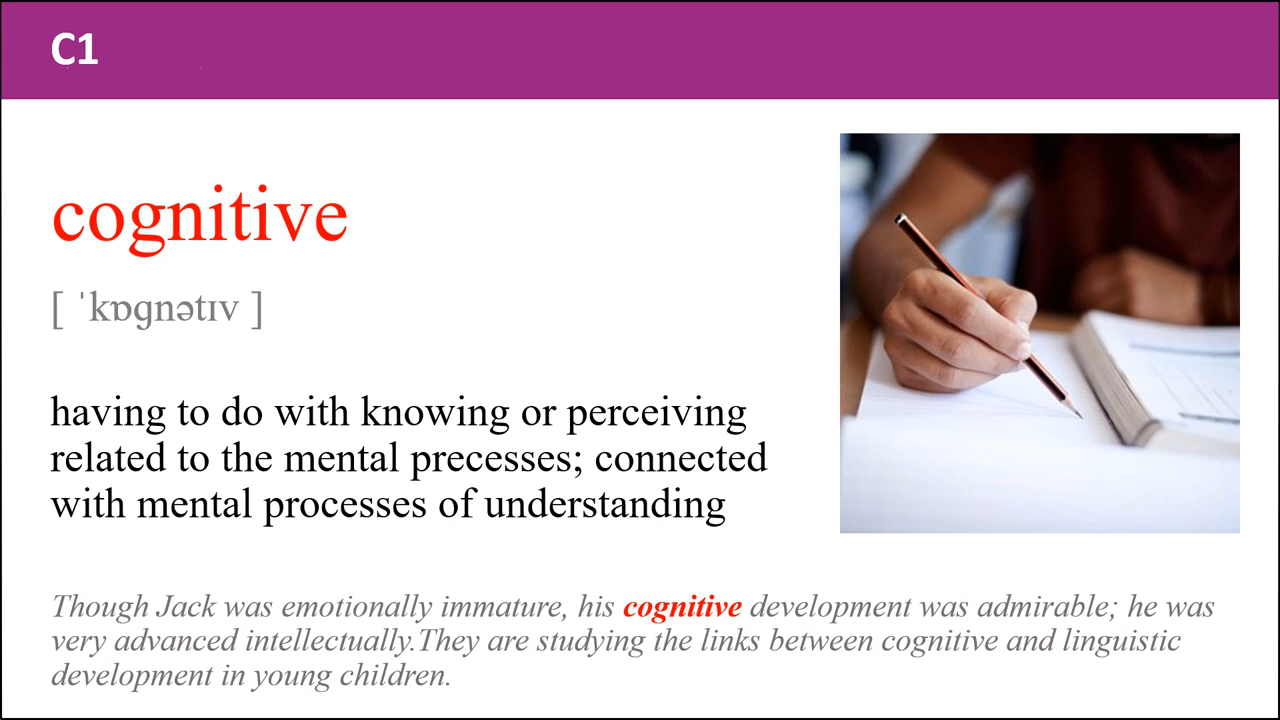 C1
cognitive
[ ˈkɒɡnətɪv ]
having to do with knowing or perceiving
related to the mental precesses; connected
with mental processes of understanding
Though Jack was emotionally immature, his cognitive development was admirable; he was
very advanced intellectually.They are studying the links between cognitive and linguistic
development in young children.